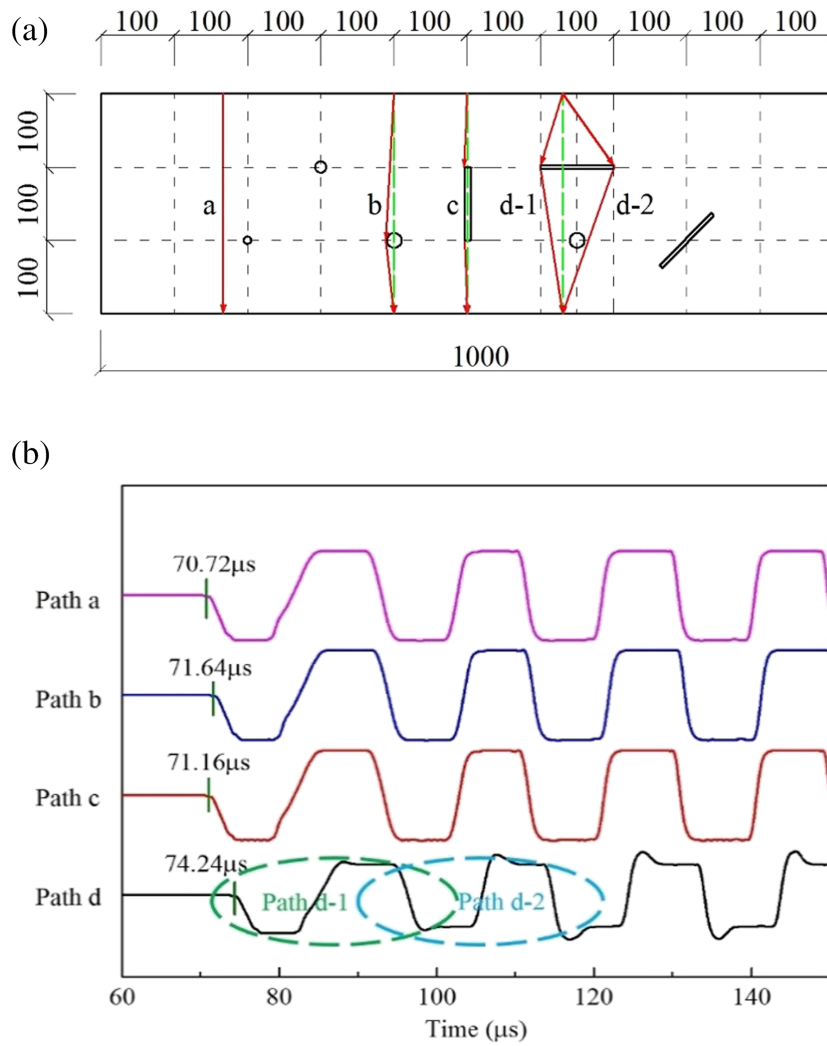 (a)
100 100 100 100 100 100 100 100 100 100
100
100
100
a b c d-1 d-2
1000
(b)
70.72μs
Path a
71.64μs
Path b
71.16μs
Path c
74.24μs
Path d
Path d-1 Path d-2
60 80 100 120 140
Time (μs)